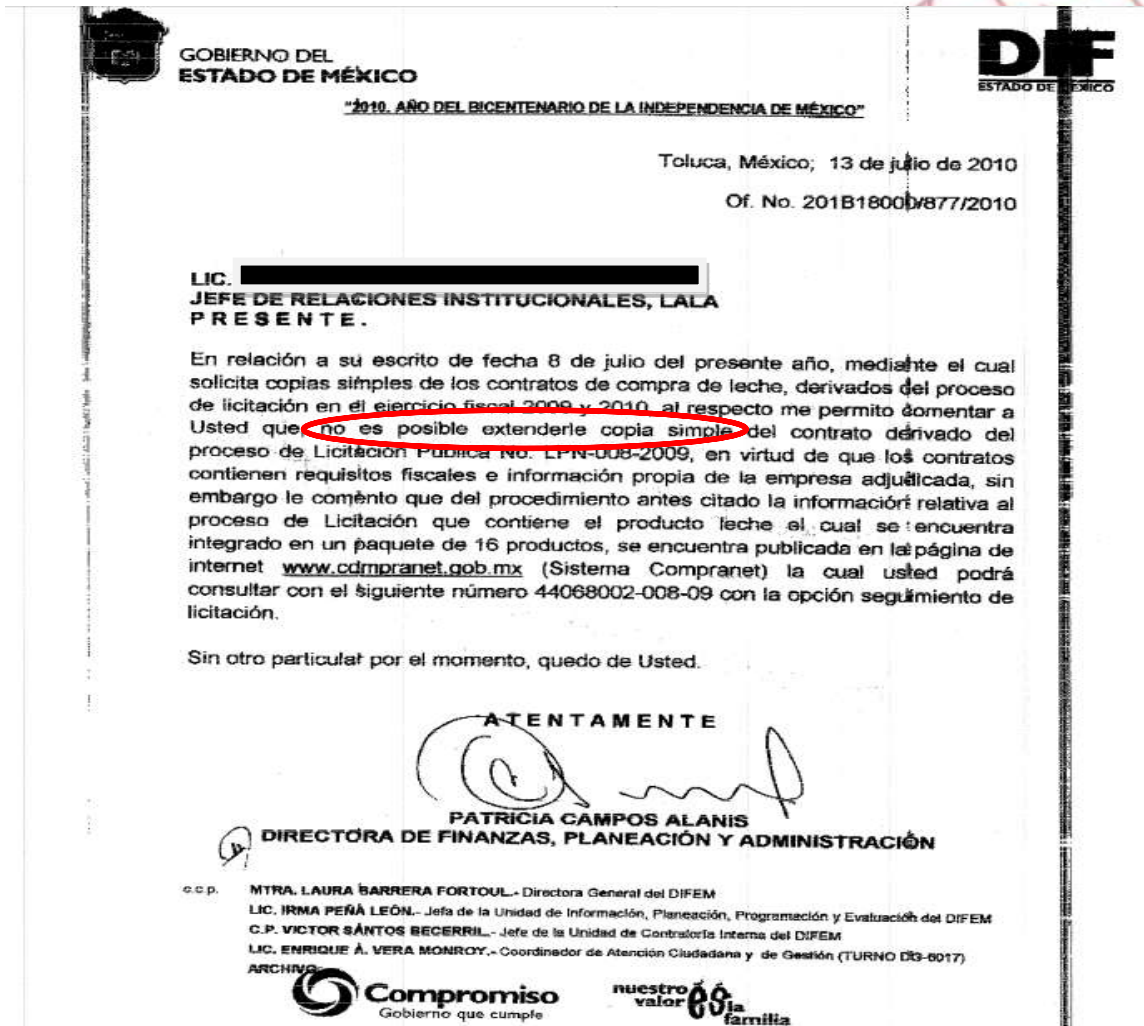 GOBIERNO DEL
ESTADO DE MÉXICO
DIF
ESTADO DE MÉXICO
"2010. AÑO DEL BICENTENARIO DE LA INDEPENDENCIA DE MÉXICO"
Toluca, México; 13 de julio de 2010
Of. No. 201B18000/877/2010
LIC.
JEFE DE RELACIONES INSTITUCIONALES, LALA
P R E S E N T E .
En relación a su escrito de fecha 8 de julio del presente año, mediante el cual
solicita copias simples de los contratos de compra de leche, derivados del proceso
de licitación en el ejercicio fiscal 2009 y 2010, al respecto me permito comentar a
Usted que, no es posible extenderle copia simple del contrato derivado del
proceso de Licitación Pública No. LPN-008-2009, en virtud de que los contratos
contienen requisitos fiscales e información propia de la empresa adjudicada, sin
embargo le comento que del procedimiento antes citado la información relativa al
proceso de Licitación que contiene el producto leche el cual se encuentra
integrado en un paquete de 16 productos, se encuentra publicada en la página de
internet www.compranet.gob.mx (Sistema Compranet) la cual usted podrá
consultar con el siguiente número 44068002-008-09 con la opción seguimiento de
licitación.
Sin otro particular por el momento, quedo de Usted.
A T E N T A M E N T E
PATRICIA CAMPOS ALANIS
DIRECTORA DE FINANZAS, PLANEACIÓN Y ADMINISTRACIÓN
c.c.p. MTRA. LAURA BARRERA FORTOUL.- Directora General del DIFEM
LIC. IRMA PEÑA LEÓN.- Jefa de la Unidad de Información, Planeación, Programación y Evaluación del DIFEM
C.P. VICTOR SANTOS BECERRIL.- Jefe de la Unidad de Contraloría Interna del DIFEM
LIC. ENRIQUE A. VERA MONROY.- Coordinador de Atención Ciudadana y de Gestión (TURNO DG-6017)
ARCHIVO.
Compromiso
Gobierno que cumple
nuestro
valor es la
familia